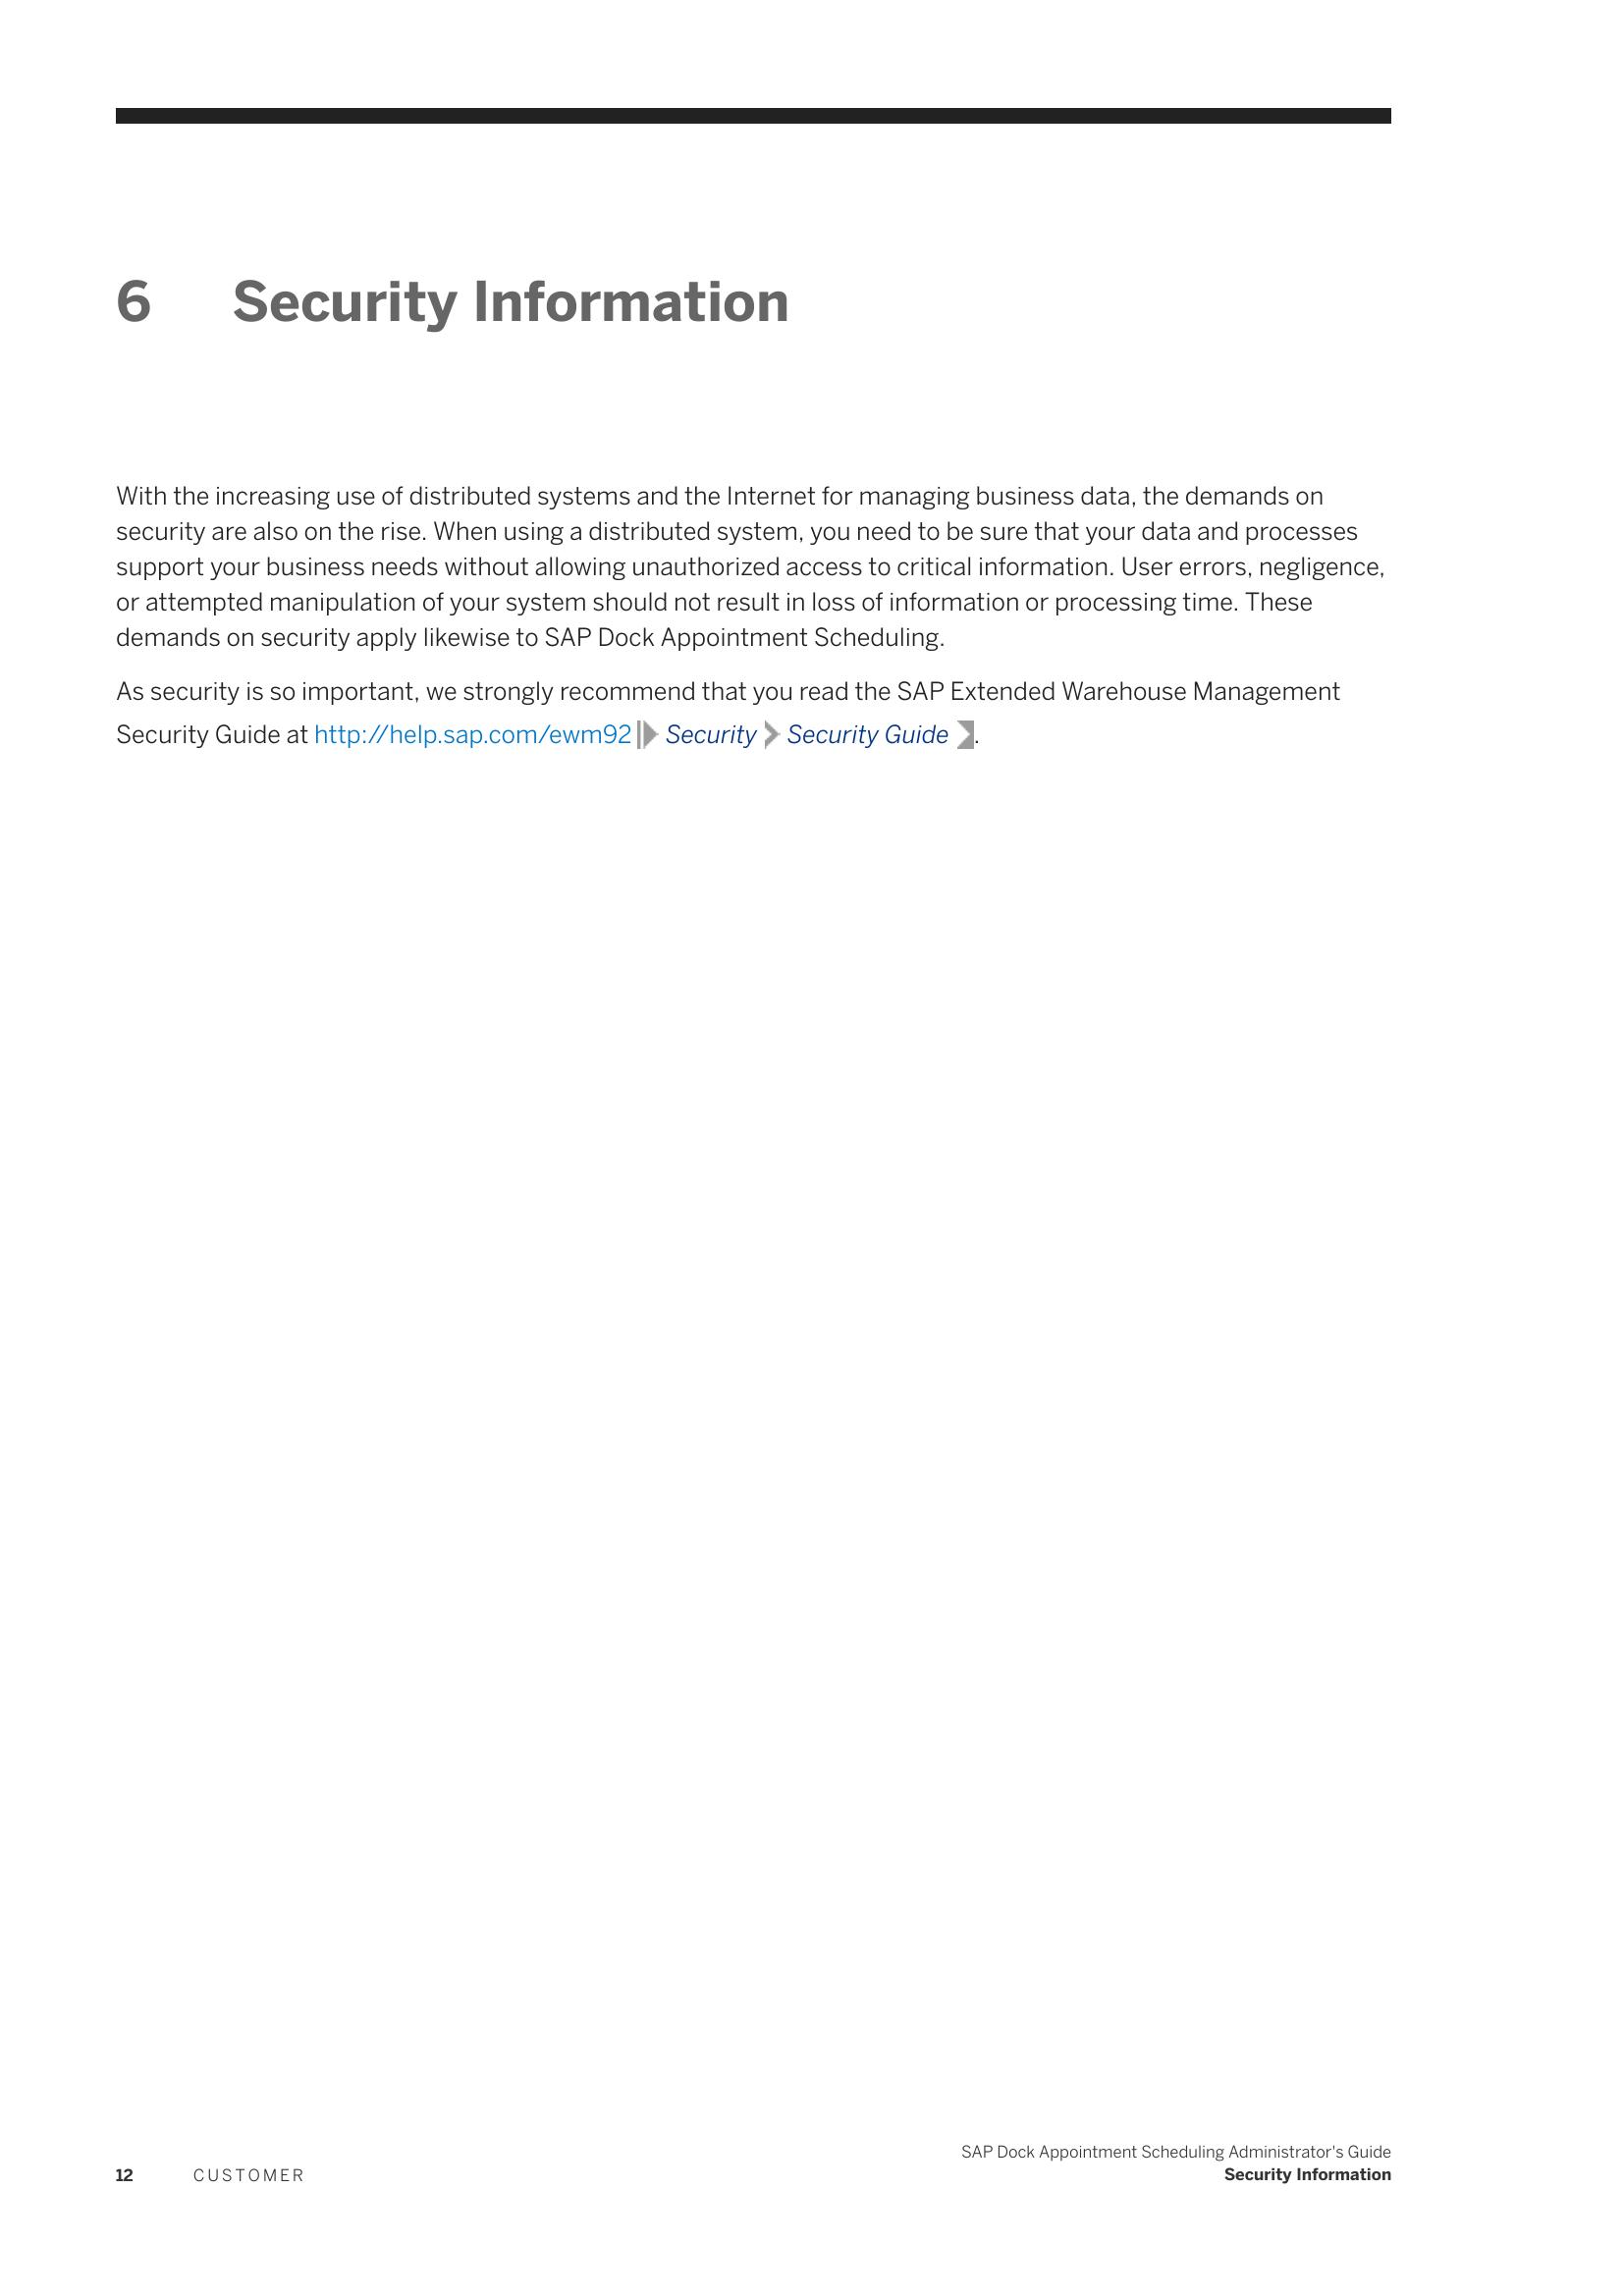 6 Security Information
With the increasing use of distributed systems and the Internet for managing business data, the demands on
security are also on the rise. When using a distributed system, you need to be sure that your data and processes
support your business needs without allowing unauthorized access to critical information. User errors, negligence,
or attempted manipulation of your system should not result in loss of information or processing time. These
demands on security apply likewise to SAP Dock Appointment Scheduling.
As security is so important, we strongly recommend that you read the SAP Extended Warehouse Management
Security Guide at http://help.sap.com/ewm92 Security Security Guide .
SAP Dock Appointment Scheduling Administrator's Guide
12 CUSTOMER Security Information